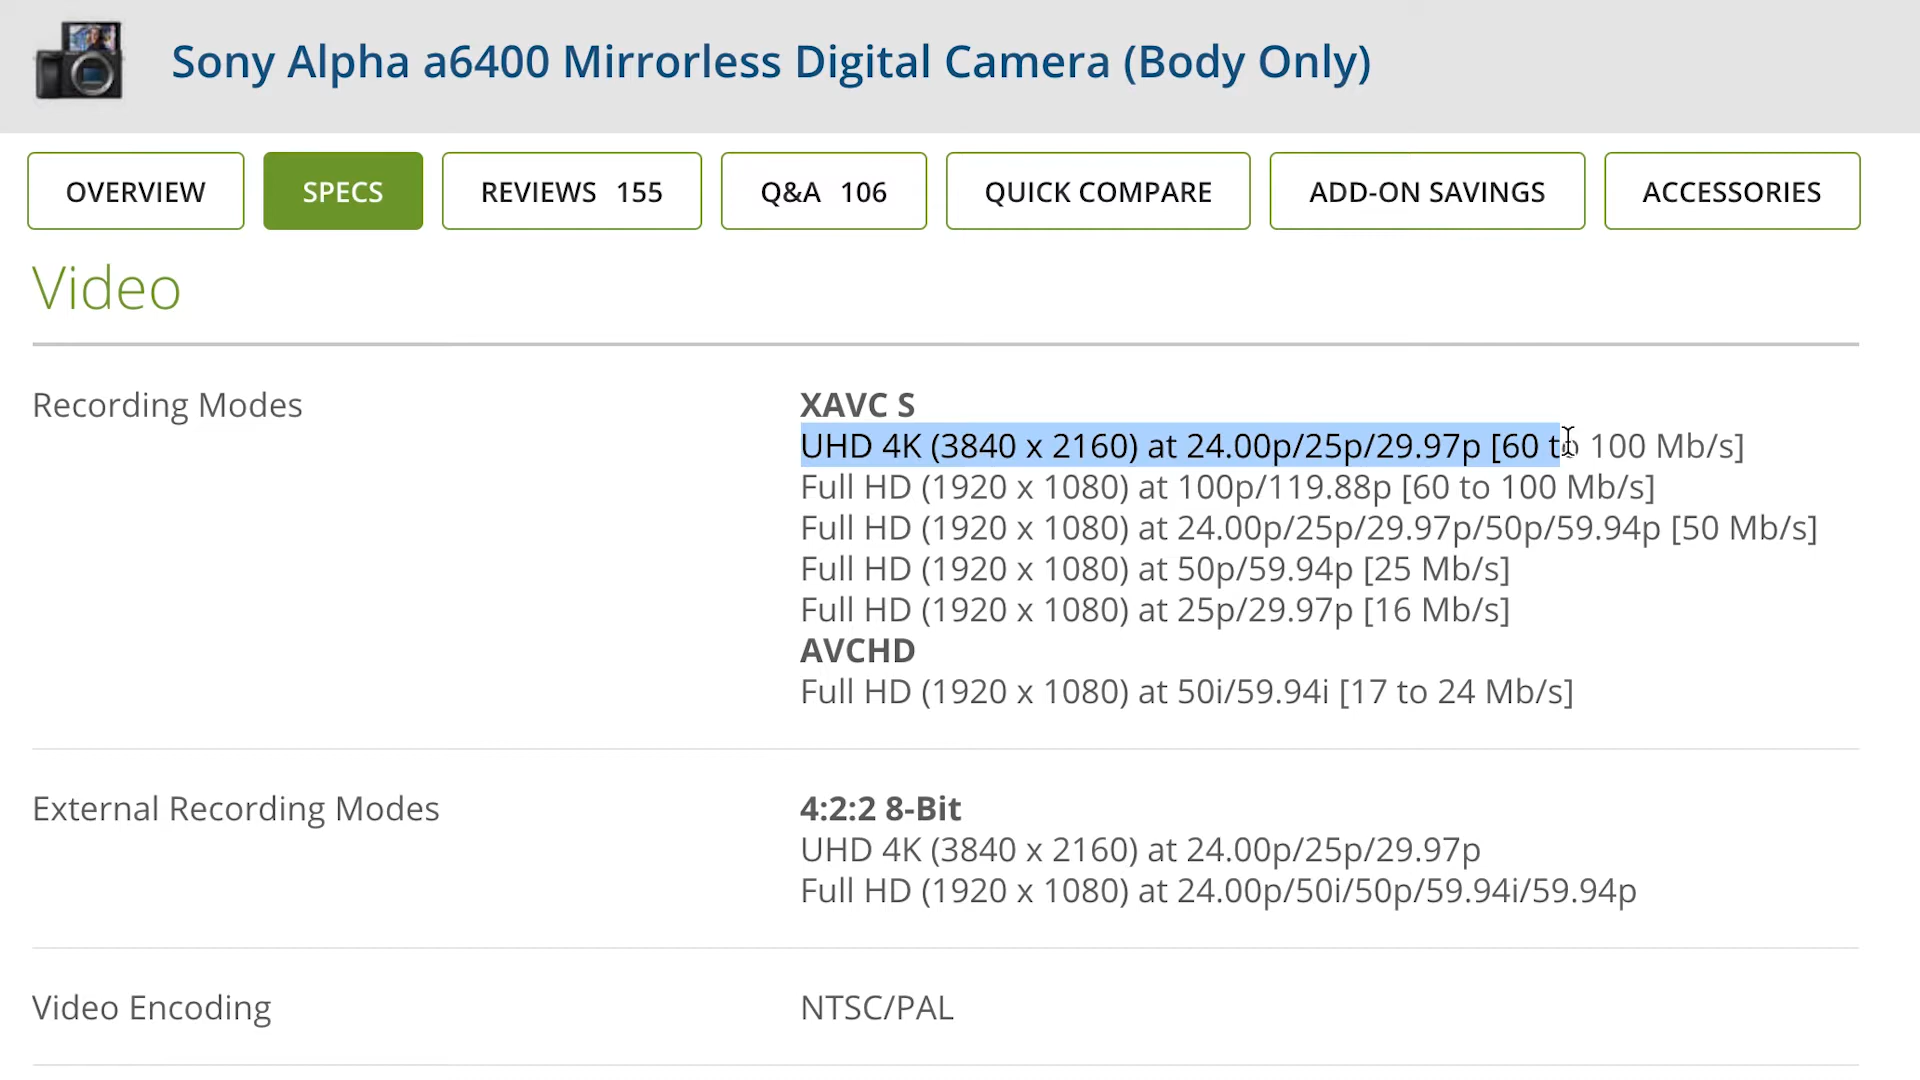 Sony Alpha a6400 Mirrorless Digital Camera (Body Only)
OVERVIEW SPECS REVIEWS 155 Q&A 106 QUICK COMPARE ADD-ON SAVINGS ACCESSORIES
Video
Recording Modes
XAVC S
UHD 4K (3840 x 2160) at 24.00p/25p/29.97p [60 to 100 Mb/s]
Full HD (1920 x 1080) at 100p/119.88p [60 to 100 Mb/s]
Full HD (1920 x 1080) at 24.00p/25p/29.97p/50p/59.94p [50 Mb/s]
Full HD (1920 x 1080) at 50p/59.94p [25 Mb/s]
Full HD (1920 x 1080) at 25p/29.97p [16 Mb/s]
AVCHD
Full HD (1920 x 1080) at 50i/59.94i [17 to 24 Mb/s]
External Recording Modes
4:2:2 8-Bit
UHD 4K (3840 x 2160) at 24.00p/25p/29.97p
Full HD (1920 x 1080) at 24.00p/50i/50p/59.94i/59.94p
Video Encoding
NTSC/PAL